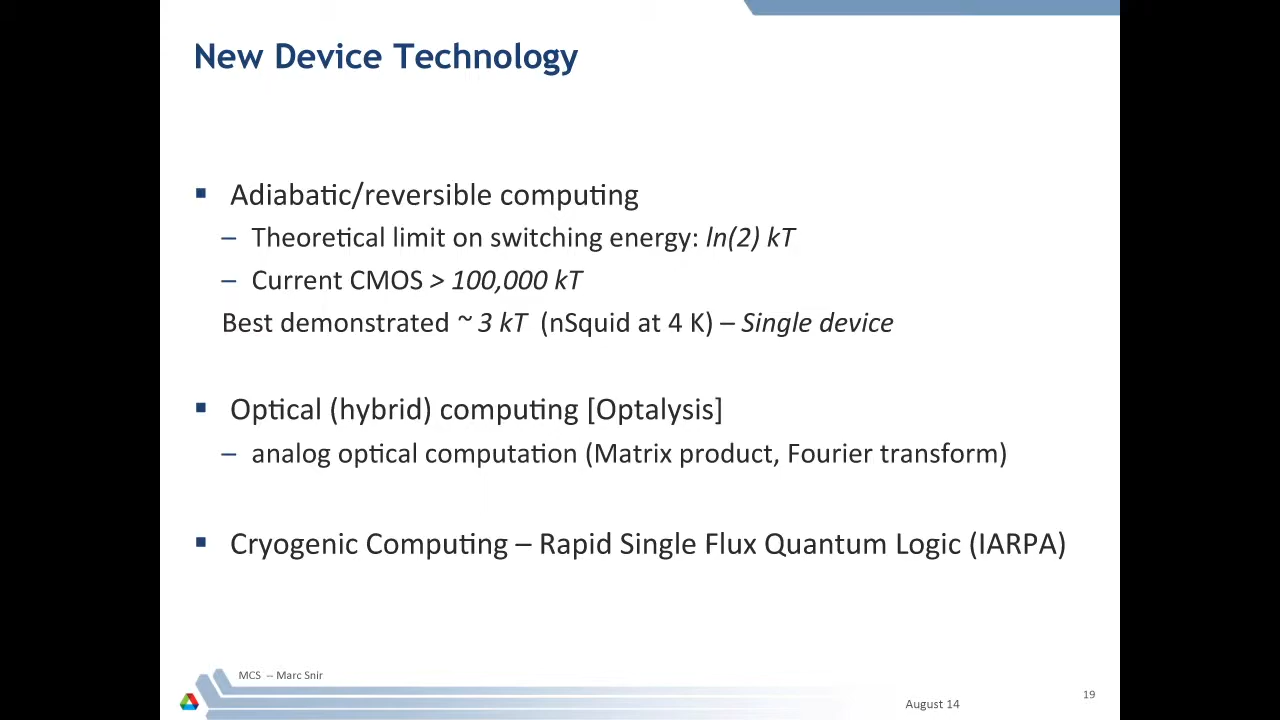 New Device Technology
▪ Adiabatic/reversible computing
– Theoretical limit on switching energy: ln(2) kT
– Current CMOS > 100,000 kT
Best demonstrated ~ 3 kT (nSquid at 4 K) – Single device
▪ Optical (hybrid) computing [Optalysis]
– analog optical computation (Matrix product, Fourier transform)
▪ Cryogenic Computing – Rapid Single Flux Quantum Logic (IARPA)
MCS -- Marc Snir
19
August 14